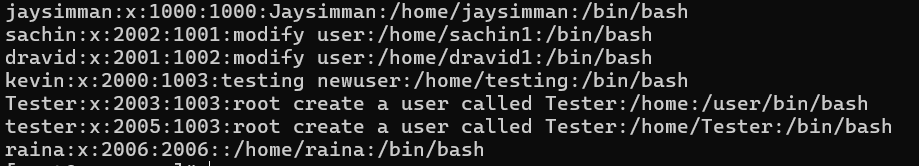 jaysimman:x:1000:1000:Jaysimman:/home/jaysimman:/bin/bash
sachin:x:2002:1001:modify user:/home/sachin1:/bin/bash
dravid:x:2001:1002:modify user:/home/dravid1:/bin/bash
kevin:x:2000:1003:testing newuser:/home/testing:/bin/bash
Tester:x:2003:1003:root create a user called Tester:/home:/user/bin/bash
tester:x:2005:1003:root create a user called Tester:/home/Tester:/bin/bash
raina:x:2006:2006::/home/raina:/bin/bash